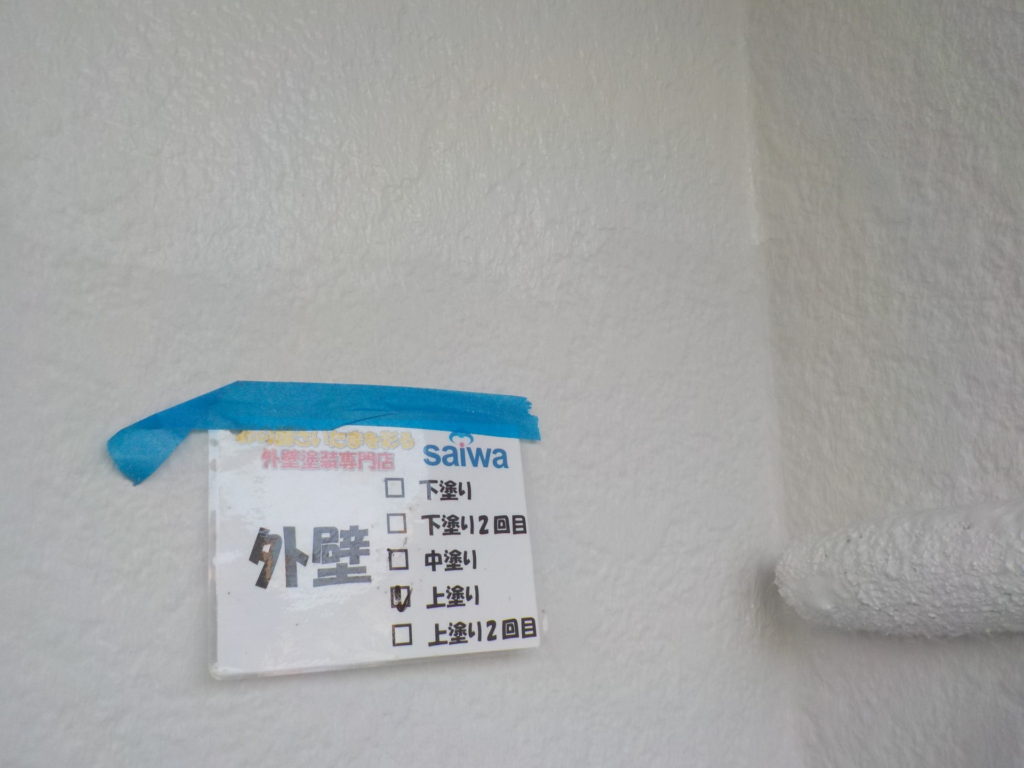 外壁塗装専門店
saiwa
外壁
□ 下塗り
□ 下塗り2回目
□ 中塗り
☑ 上塗り
□ 上塗り2回目